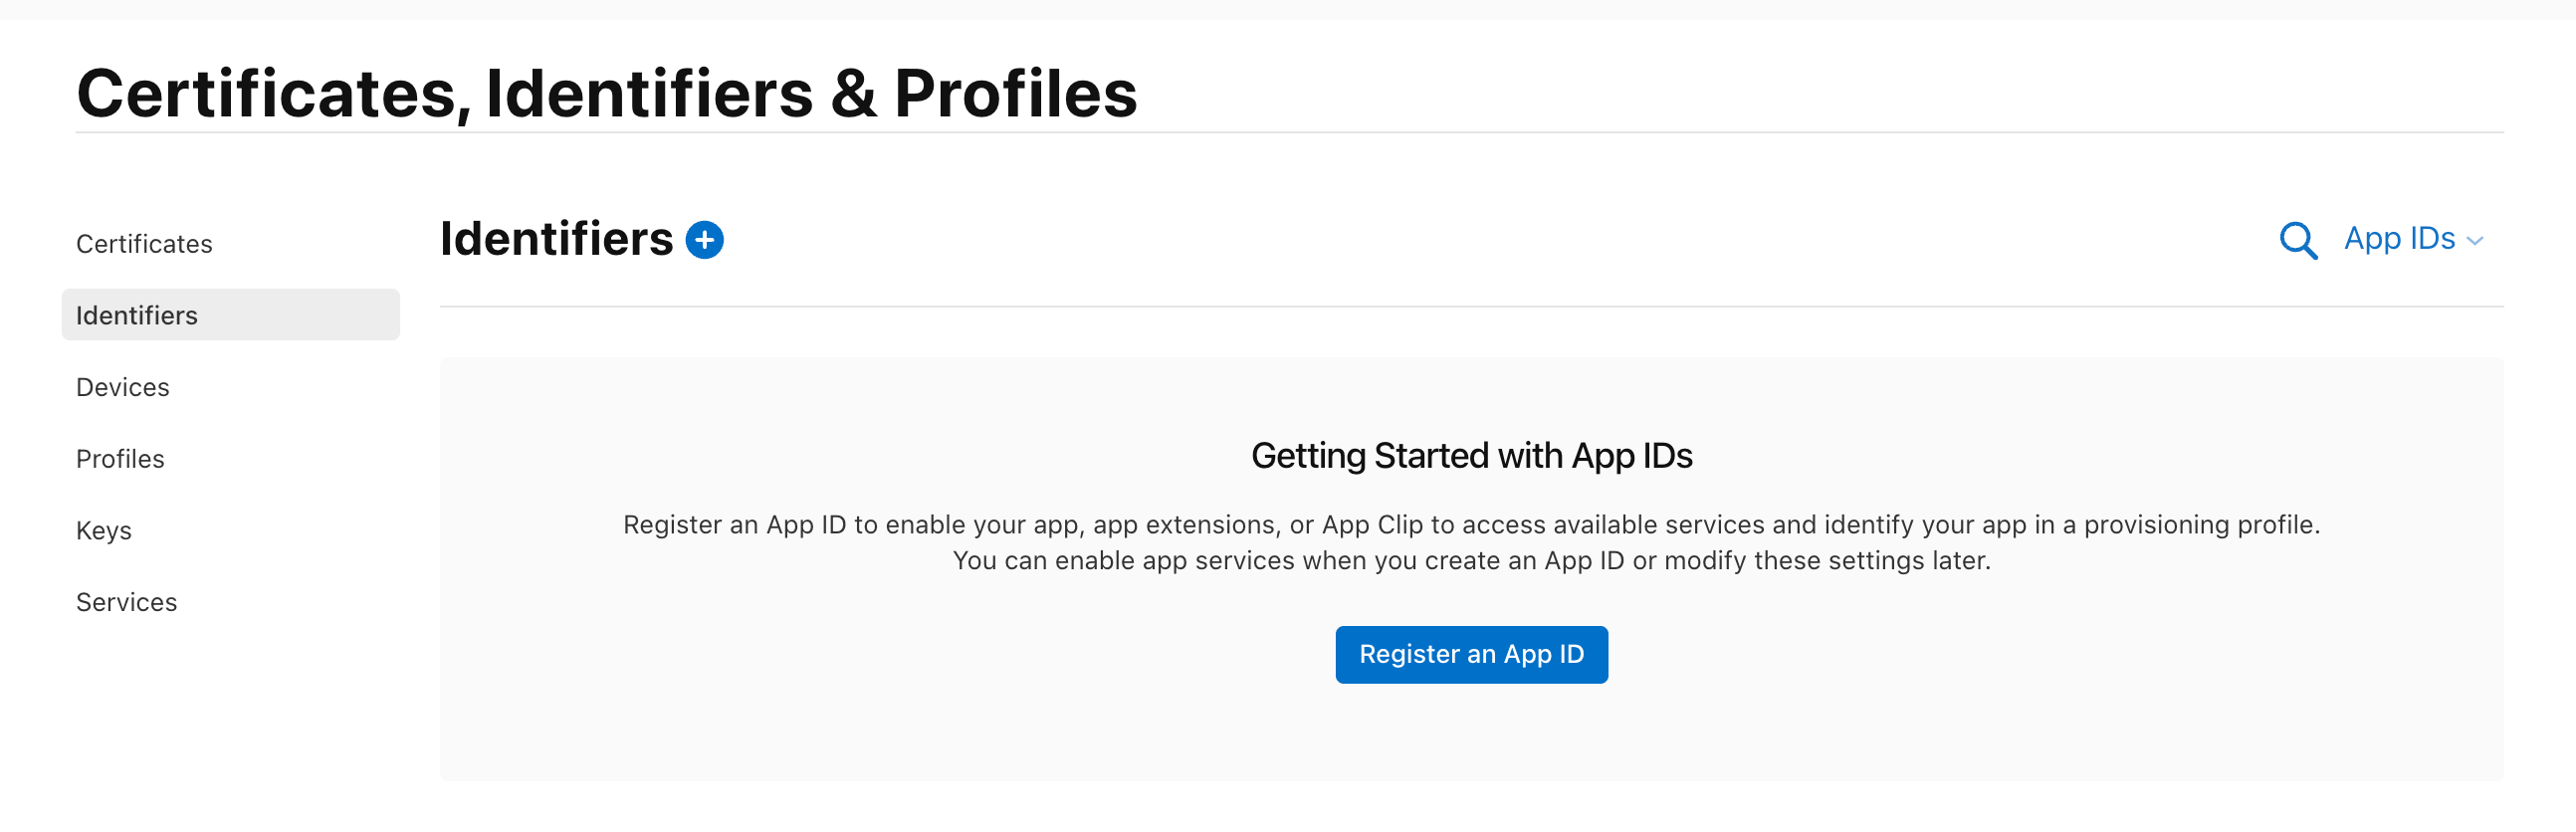 Certificates, Identifiers & Profiles
Certificates
Identifiers
Devices
Profiles
Keys
Services
Identifiers
App IDs
Getting Started with App IDs
Register an App ID to enable your app, app extensions, or App Clip to access available services and identify your app in a provisioning profile.
You can enable app services when you create an App ID or modify these settings later.
Register an App ID